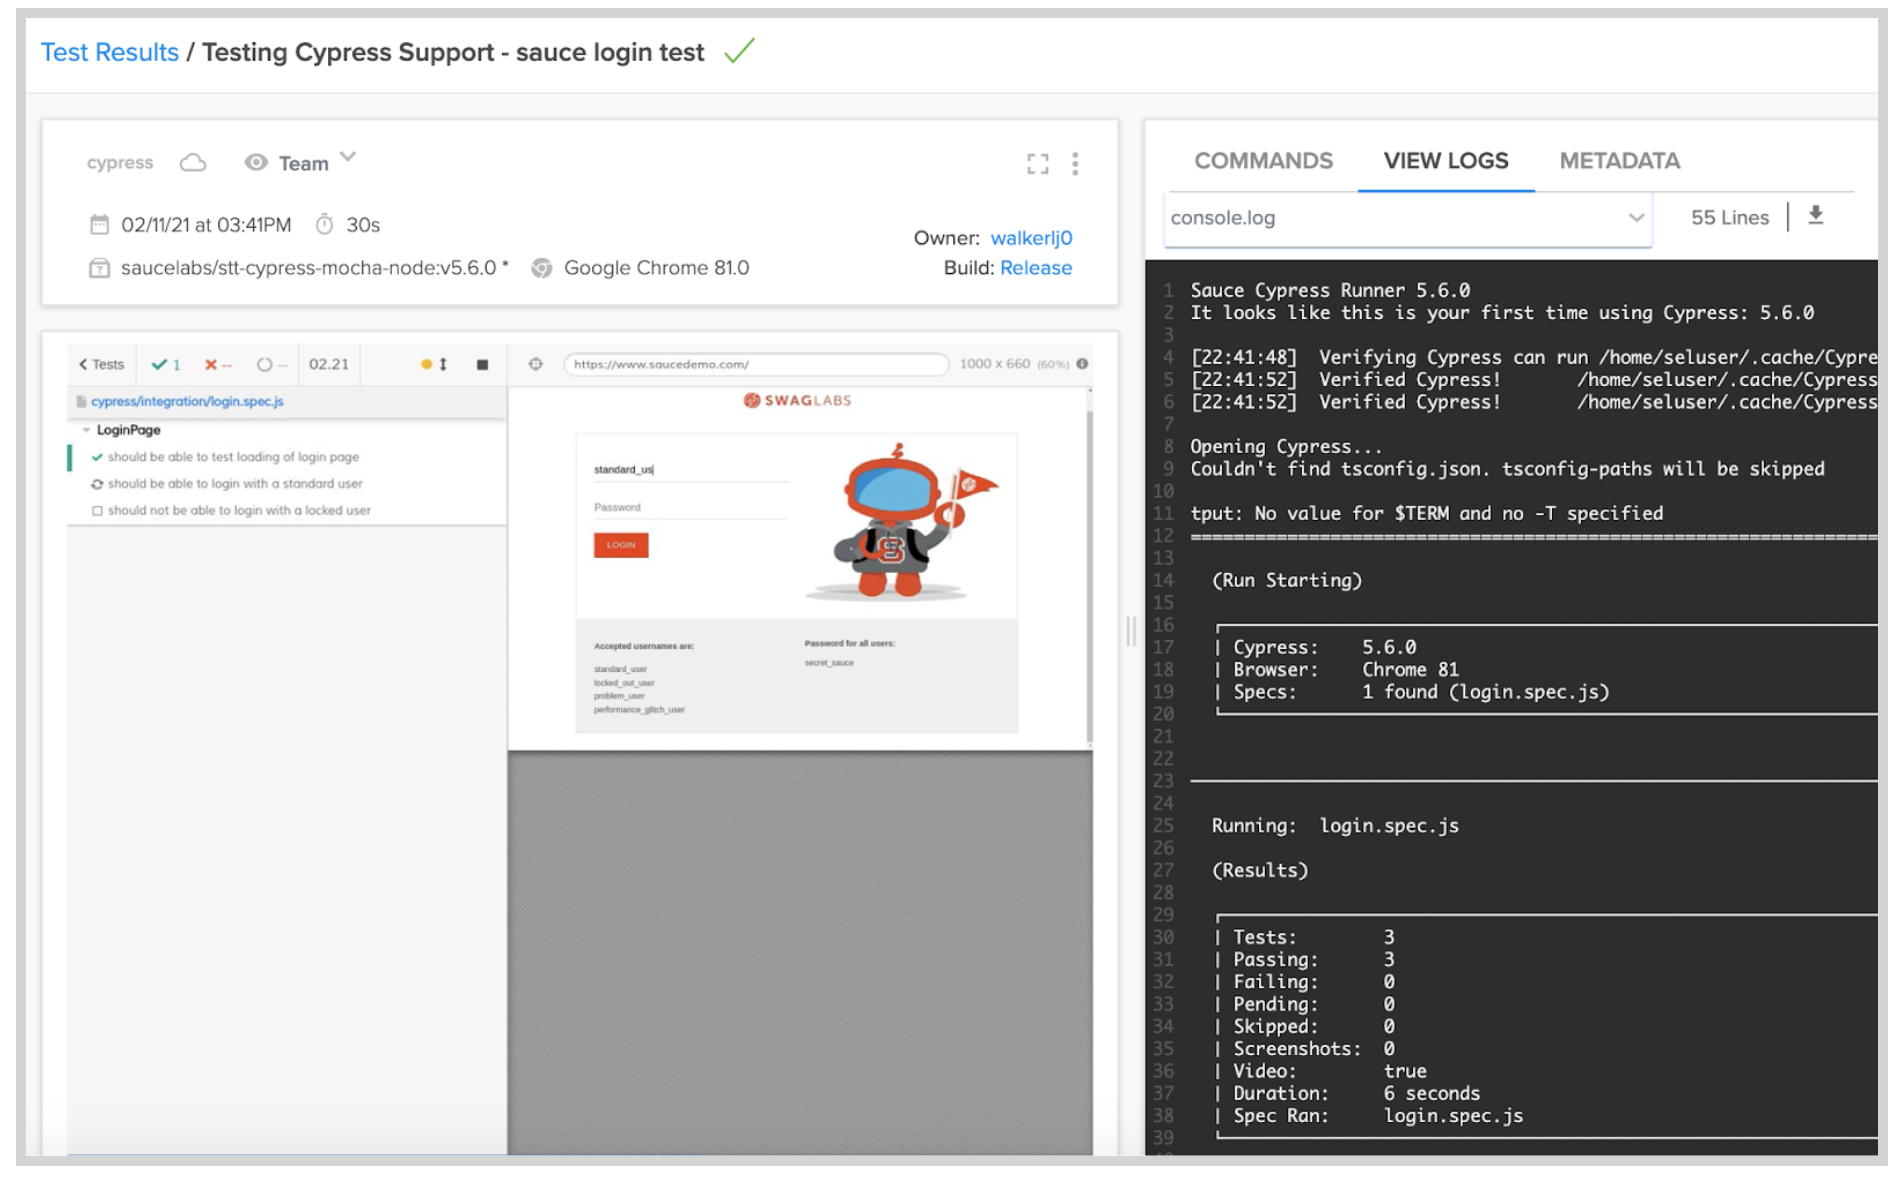 Test Results / Testing Cypress Support - sauce login test
cypress Team
02/11/21 at 03:41PM 30s
Owner: walkerlj0
saucelabs/stt-cypress-mocha-node:v5.6.0 * Google Chrome 81.0
Build: Release
Tests 1 -- -- 02.21
https://www.saucedemo.com/ 1000 x 660 (60%)
cypress/integration/login.spec.js
LoginPage
should be able to test loading of login page
should be able to login with a standard user
should not be able to login with a locked user
SWAGLABS
standard_us
Password
LOGIN
Accepted usernames are:
standard_user
locked_out_user
problem_user
performance_glitch_user
Password for all users:
secret_sauce
COMMANDS VIEW LOGS METADATA
console.log 55 Lines
1 Sauce Cypress Runner 5.6.0
2 It looks like this is your first time using Cypress: 5.6.0
3
4 [22:41:48] Verifying Cypress can run /home/seluser/.cache/Cypre
5 [22:41:52] Verified Cypress! /home/seluser/.cache/Cypress
6 [22:41:52] Verified Cypress! /home/seluser/.cache/Cypress
7
8 Opening Cypress...
9 Couldn't find tsconfig.json. tsconfig-paths will be skipped
10
11 tput: No value for $TERM and no -T specified
12 ================================================================
13
14 (Run Starting)
15
16
17 | Cypress: 5.6.0
18 | Browser: Chrome 81
19 | Specs: 1 found (login.spec.js)
20
21
22
23
24
25 Running: login.spec.js
26
27 (Results)
28
29
30 | Tests: 3
31 | Passing: 3
32 | Failing: 0
33 | Pending: 0
34 | Skipped: 0
35 | Screenshots: 0
36 | Video: true
37 | Duration: 6 seconds
38 | Spec Ran: login.spec.js
39